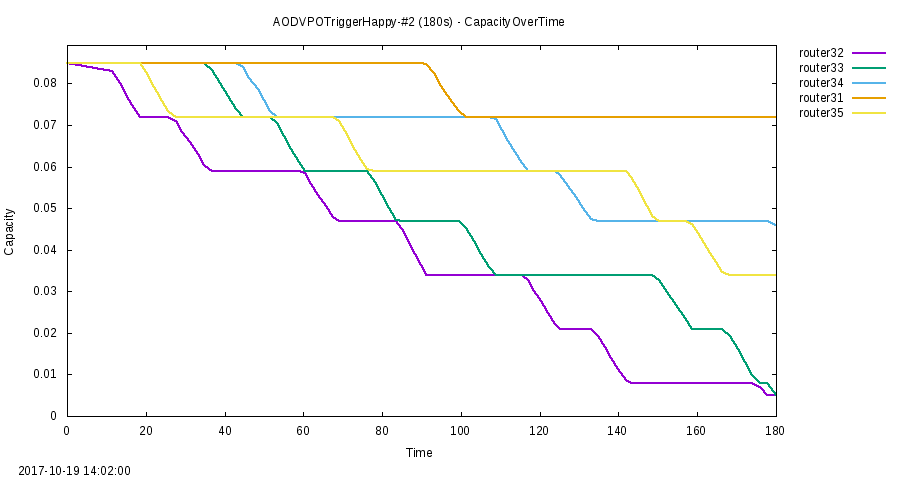 AODVPOTriggerHappy-#2 (180s) - CapacityOverTime
router32
router33
router34
router31
router35
Capacity
0.08
0.07
0.06
0.05
0.04
0.03
0.02
0.01
0
0 20 40 60 80 100 120 140 160 180
Time
2017-10-19 14:02:00